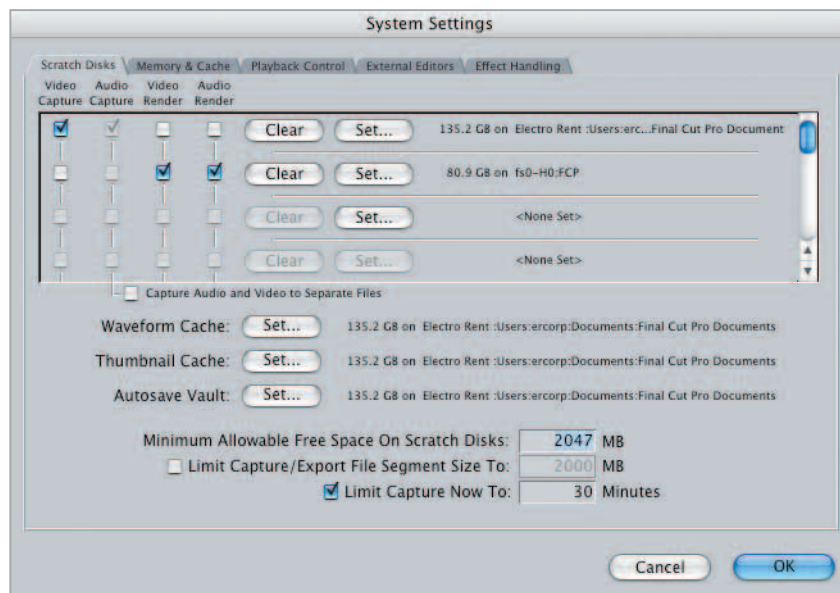 System Settings
Scratch Disks Memory & Cache Playback Control External Editors Effect Handling
Video Audio Video Audio
Capture Capture Render Render
Clear Set... 135.2 GB on Electro Rent :Users:erc...Final Cut Pro Document
Clear Set... 80.9 GB on fs0-H0:FCP
Clear Set... <None Set>
Clear Set... <None Set>
Capture Audio and Video to Separate Files
Waveform Cache: Set... 135.2 GB on Electro Rent :Users:ercorp:Documents:Final Cut Pro Documents
Thumbnail Cache: Set... 135.2 GB on Electro Rent :Users:ercorp:Documents:Final Cut Pro Documents
Autosave Vault: Set... 135.2 GB on Electro Rent :Users:ercorp:Documents:Final Cut Pro Documents
Minimum Allowable Free Space On Scratch Disks: 2047 MB
Limit Capture/Export File Segment Size To: 2000 MB
Limit Capture Now To: 30 Minutes
Cancel OK